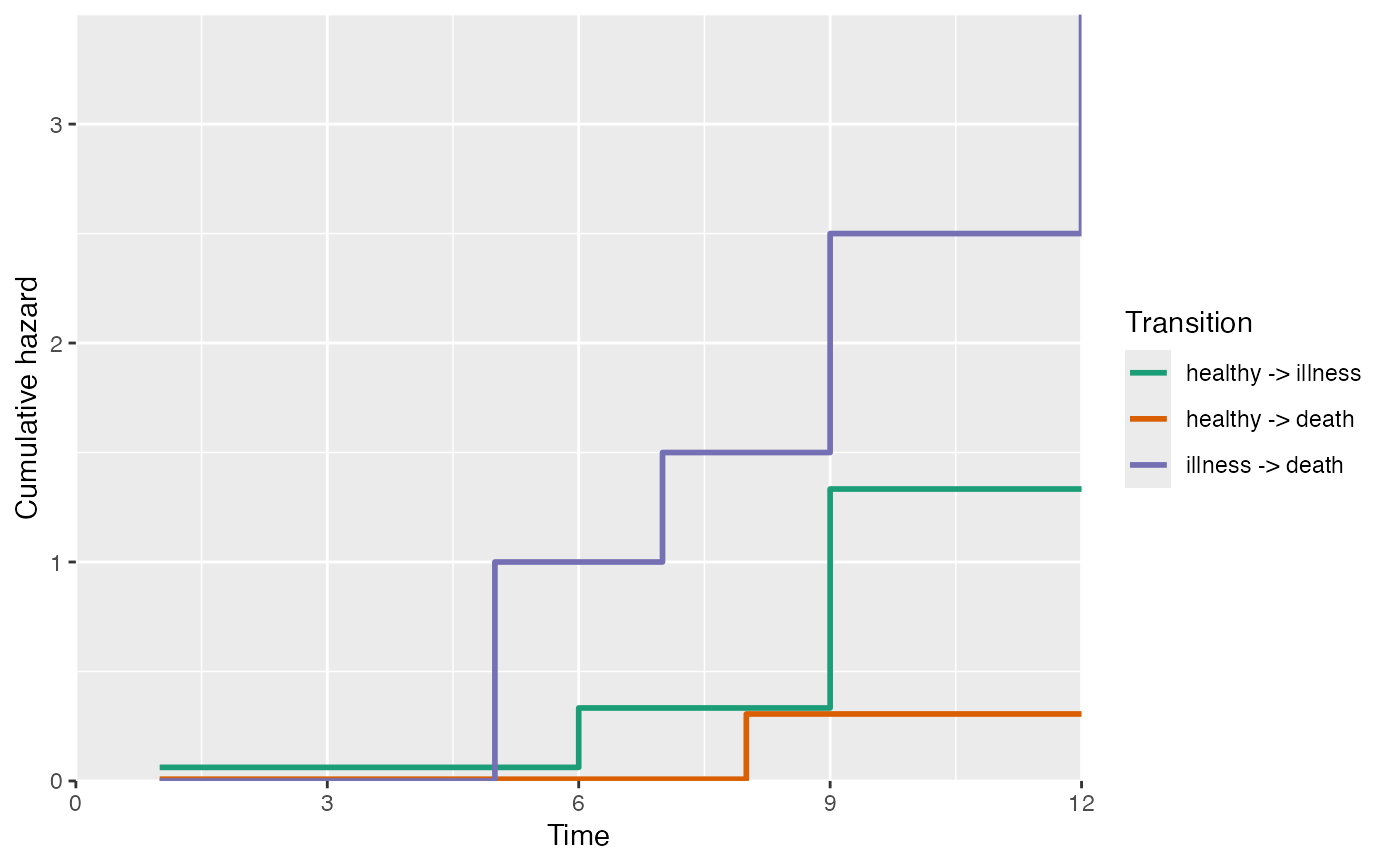 Cumulative hazard
3
2
1
0
0 3 6 9 12
Time
Transition
healthy -> illness
healthy -> death
illness -> death